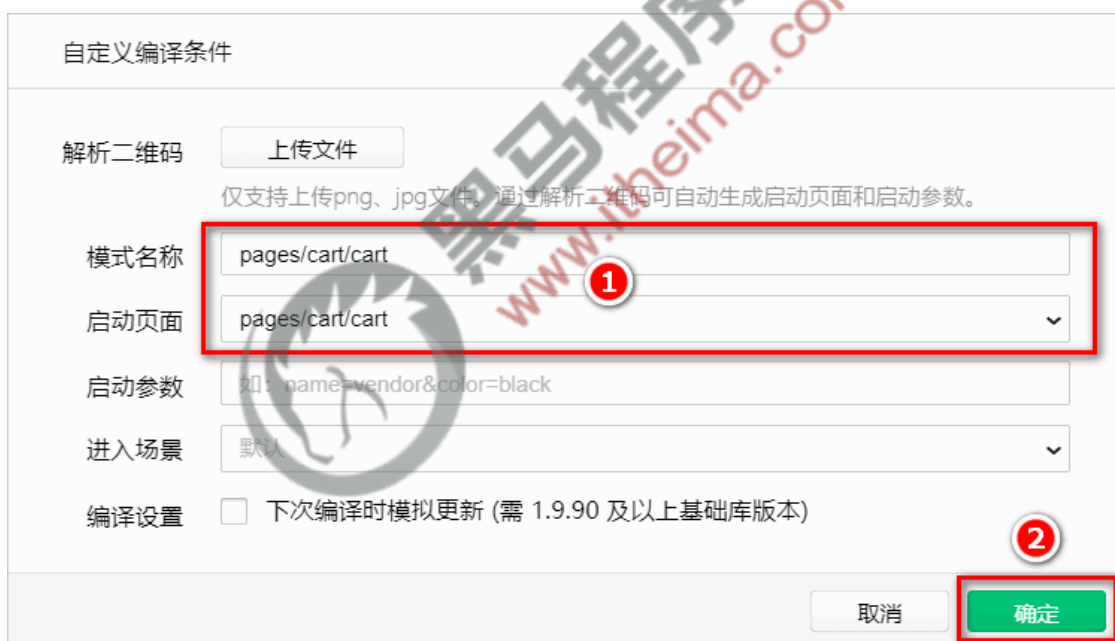 自定义编译条件
解析二维码 上传文件
仅支持上传png、jpg文件。通过解析二维码可自动生成启动页面和启动参数。
模式名称 pages/cart/cart
1
启动页面 pages/cart/cart
启动参数 如：name=vendor&color=black
进入场景 默认
编译设置 下次编译时模拟更新 (需 1.9.90 及以上基础库版本)
2
取消 确定
黑马程序
www.itheima.com